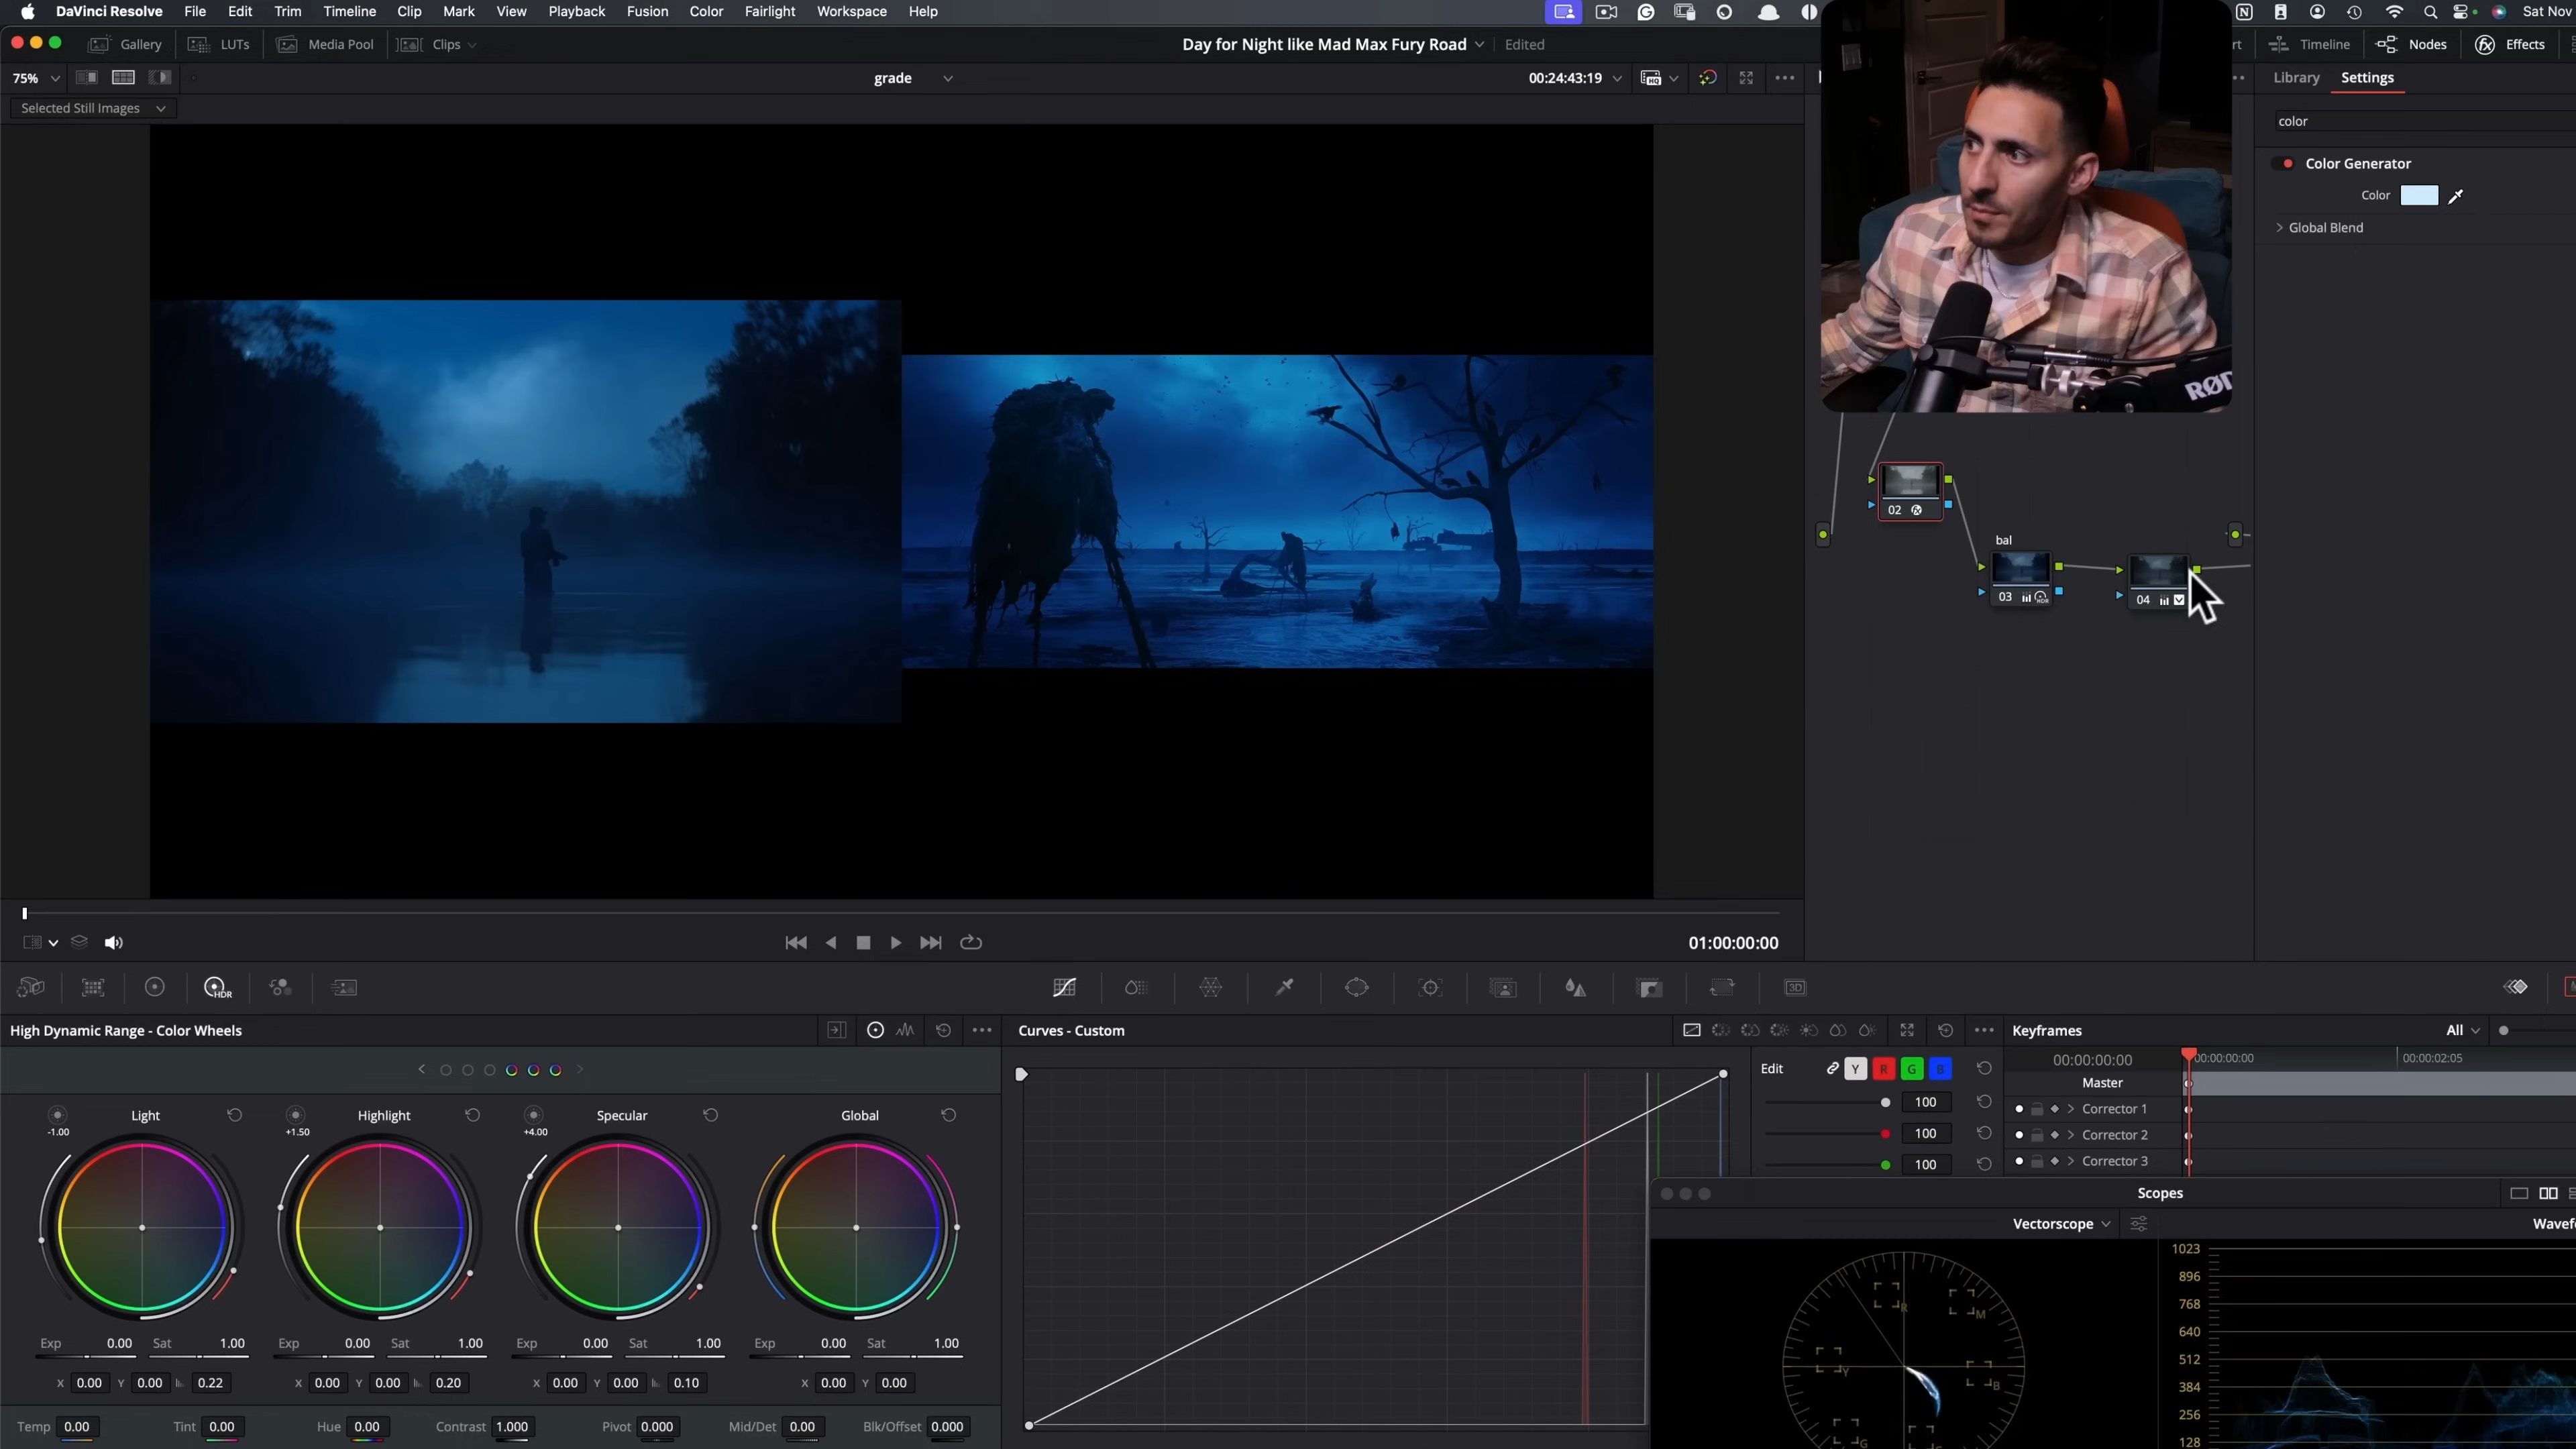 DaVinci Resolve File Edit Trim Timeline Clip Mark View Playback Fusion Color Fairlight Workspace Help Sat Nov
Gallery LUTs Media Pool Clips Day for Night like Mad Max Fury Road Edited Timeline Nodes Effects
75% grade 00:24:43:19 Library Settings
Selected Still Images
color
Color Generator
Color
Global Blend
RØD
02
bal
03
04
01:00:00:00
High Dynamic Range - Color Wheels Curves - Custom Keyframes All
Edit Y R G B 00:00:00:00 00:00:00:00 00:00:02:05
Master
Light Highlight Specular Global 100 Corrector 1
-1.00 +1.50 +4.00
100 Corrector 2
100 Corrector 3
Scopes
Vectorscope Wavef
1023
896
768
640
512
384
256
128
R M B Y G
Exp 0.00 Sat 1.00 Exp 0.00 Sat 1.00 Exp 0.00 Sat 1.00 Exp 0.00 Sat 1.00
X 0.00 Y 0.00 0.22 X 0.00 Y 0.00 0.20 X 0.00 Y 0.00 0.10 X 0.00 Y 0.00
Temp 0.00 Tint 0.00 Hue 0.00 Contrast 1.000 Pivot 0.000 Mid/Det 0.00 Blk/Offset 0.000